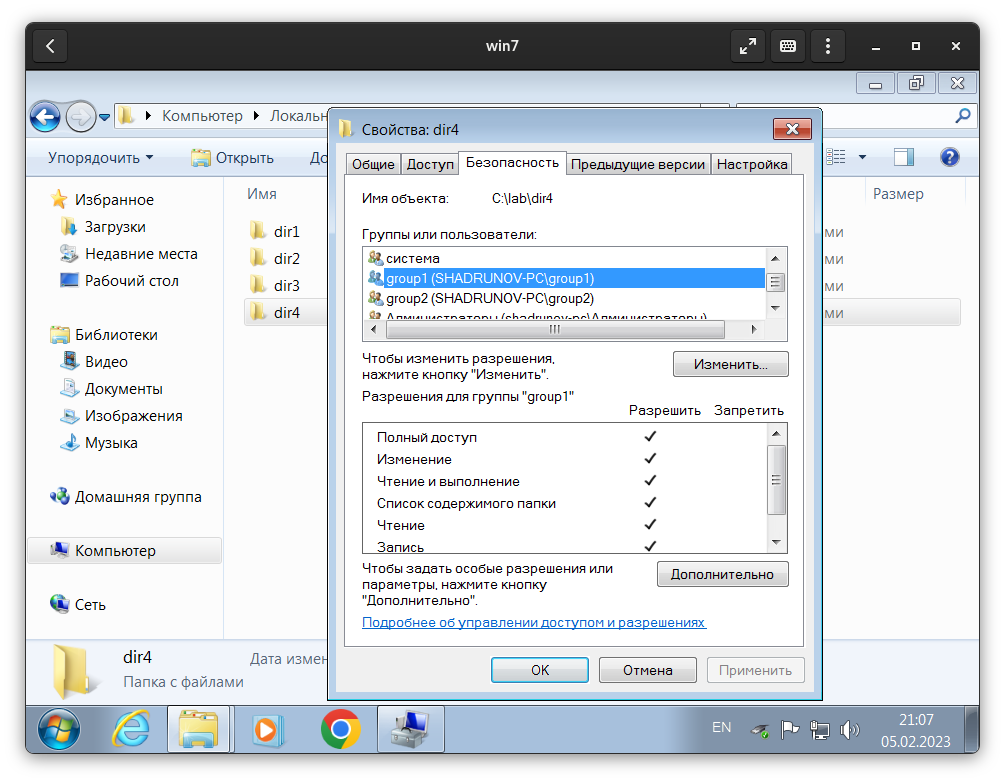 win7
Компьютер
Локальн
Упорядочить
Открыть
До
Избранное
Загрузки
Недавние места
Рабочий стол
Библиотеки
Видео
Документы
Изображения
Музыка
Домашняя группа
Компьютер
Сеть
Имя
Размер
dir1
ми
dir2
ми
dir3
ми
dir4
ми
Свойства: dir4
Общие
Доступ
Безопасность
Предыдущие версии
Настройка
Имя объекта: C:\lab\dir4
Группы или пользователи:
система
group1 (SHADRUNOV-PC\group1)
group2 (SHADRUNOV-PC\group2)
Администраторы (shadrunov-pc\Администраторы)
Чтобы изменить разрешения,
нажмите кнопку "Изменить".
Изменить...
Разрешения для группы "group1"
Разрешить Запретить
Полный доступ
Изменение
Чтение и выполнение
Список содержимого папки
Чтение
Запись
Чтобы задать особые разрешения или
параметры, нажмите кнопку
"Дополнительно".
Дополнительно
Подробнее об управлении доступом и разрешениях
ОК
Отмена
Применить
dir4
Дата измен
Папка с файлами
EN
21:07
05.02.2023